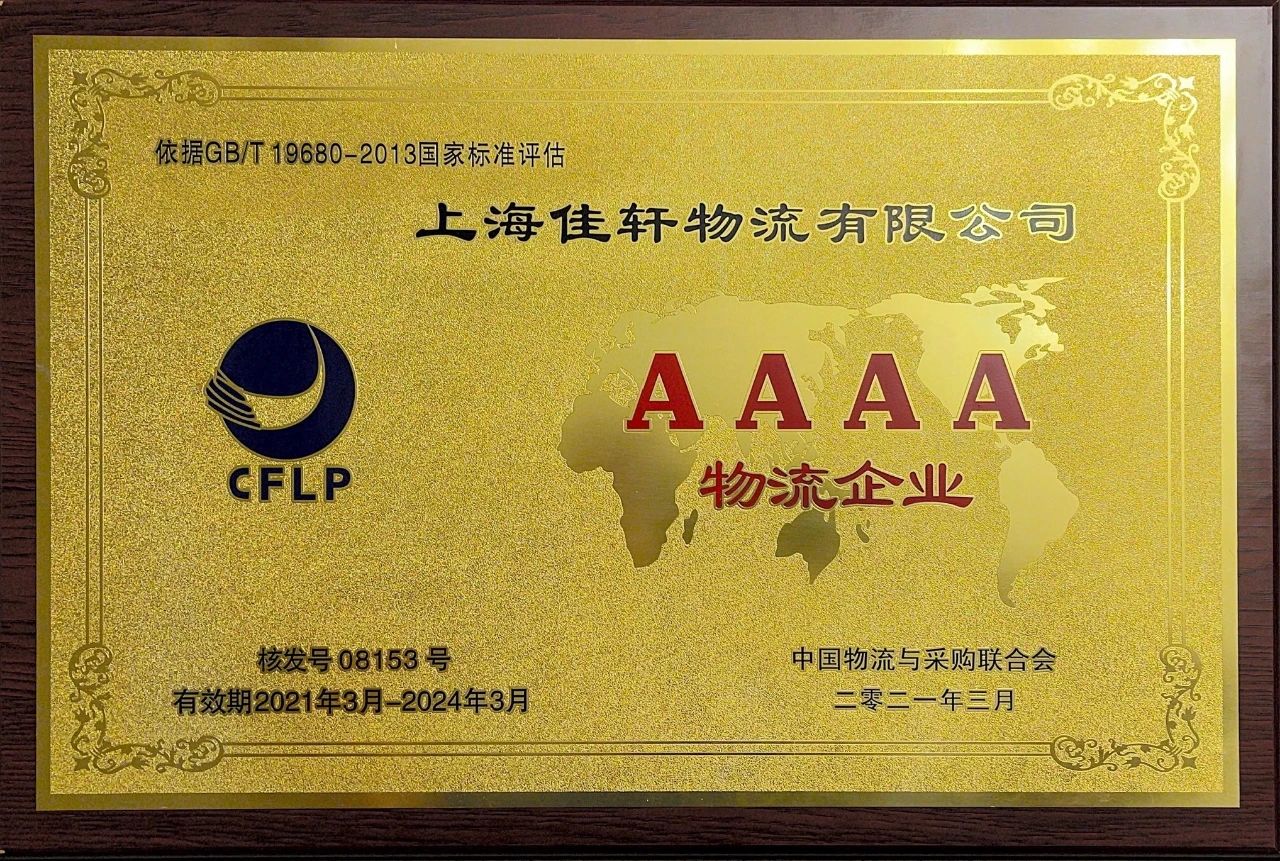 依据GB/T 19680-2013国家标准评估
上海佳轩物流有限公司
AAAA
物流企业
CFLP
核发号 08153 号
有效期2021年3月-2024年3月
中国物流与采购联合会
二零二一年三月